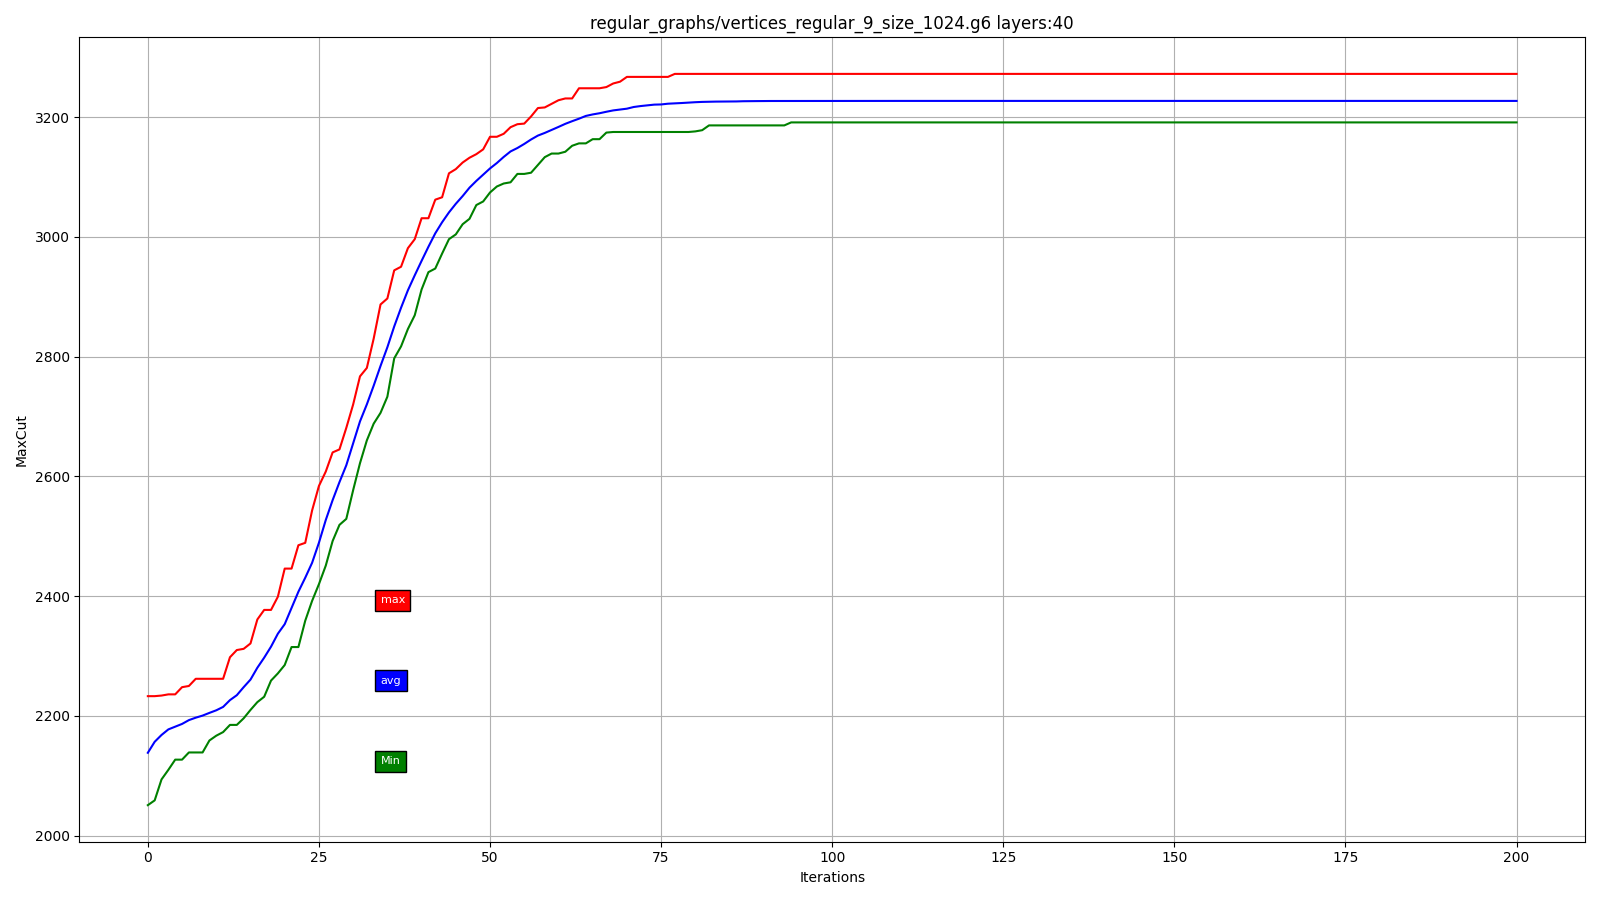 regular_graphs/vertices_regular_9_size_1024.g6 layers:40
MaxCut
3200
3000
2800
2600
2400
2200
2000
max
avg
Min
0 25 50 75 100 125 150 175 200
Iterations